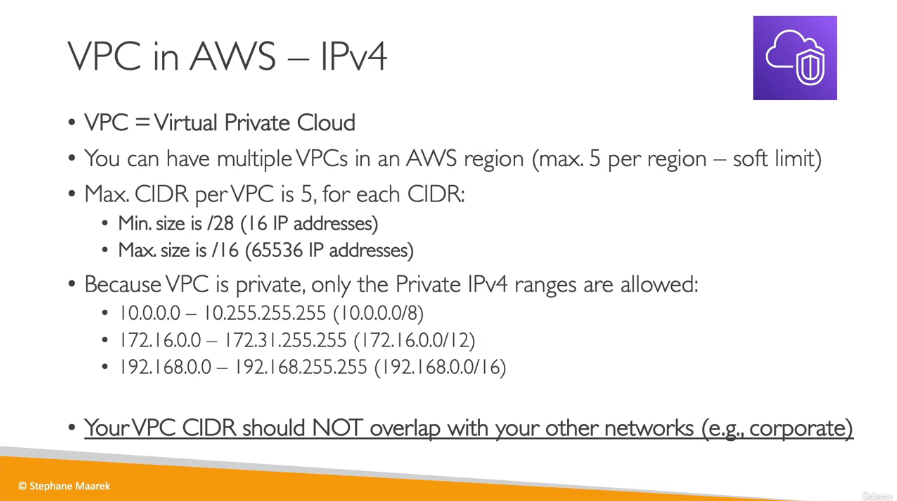 VPC in AWS – IPv4
• VPC = Virtual Private Cloud
• You can have multiple VPCs in an AWS region (max. 5 per region – soft limit)
• Max. CIDR per VPC is 5, for each CIDR:
• Min. size is /28 (16 IP addresses)
• Max. size is /16 (65536 IP addresses)
• Because VPC is private, only the Private IPv4 ranges are allowed:
• 10.0.0.0 – 10.255.255.255 (10.0.0.0/8)
• 172.16.0.0 – 172.31.255.255 (172.16.0.0/12)
• 192.168.0.0 – 192.168.255.255 (192.168.0.0/16)
• Your VPC CIDR should NOT overlap with your other networks (e.g., corporate)
© Stephane Maarek
Udemy